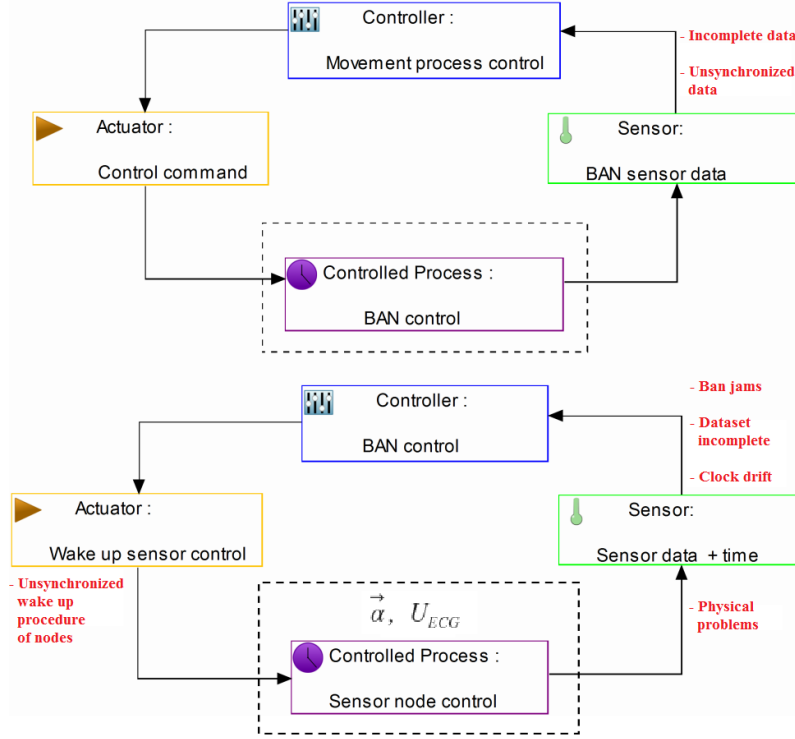 Controller :
Movement process control
- Incomplete data
- Unsynchronized
data
Actuator :
Control command
Sensor:
BAN sensor data
Controlled Process :
BAN control
Controller :
BAN control
- Ban jams
- Dataset
incomplete
- Clock drift
Actuator :
Wake up sensor control
Sensor:
Sensor data + time
- Unsynchronized
wake up
procedure
of nodes
α⃗, U_ECG
- Physical
problems
Controlled Process :
Sensor node control